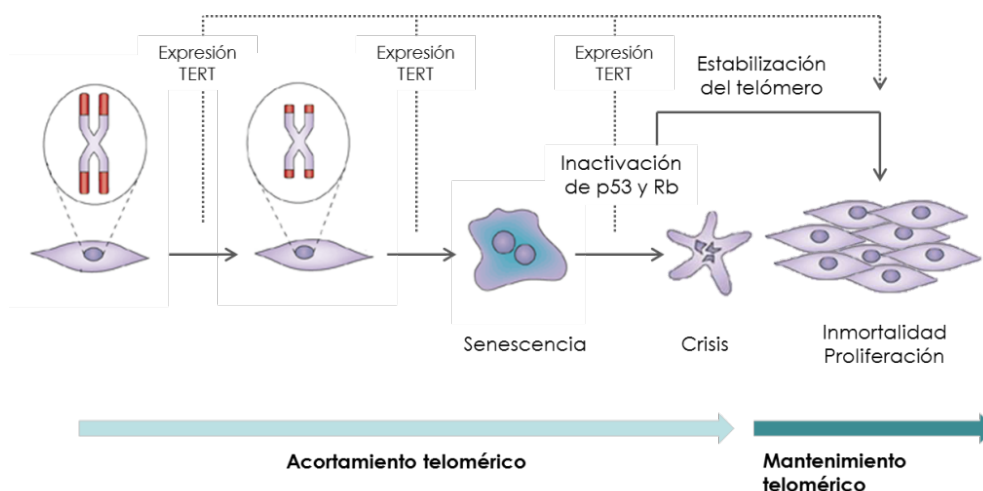 Expresión
TERT
Expresión
TERT
Expresión
TERT
Estabilización
del telómero
Inactivación
de p53 y Rb
Senescencia
Crisis
Inmortalidad
Proliferación
Acortamiento telomérico
Mantenimiento
telomérico